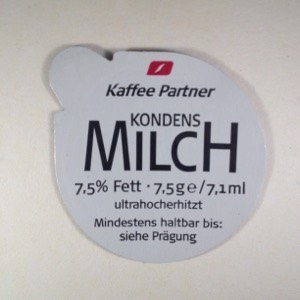 Kaffee Partner
KONDENS
MILCH
7,5% Fett · 7,5g e / 7,1ml
ultrahocherhitzt
Mindestens haltbar bis:
siehe Prägung